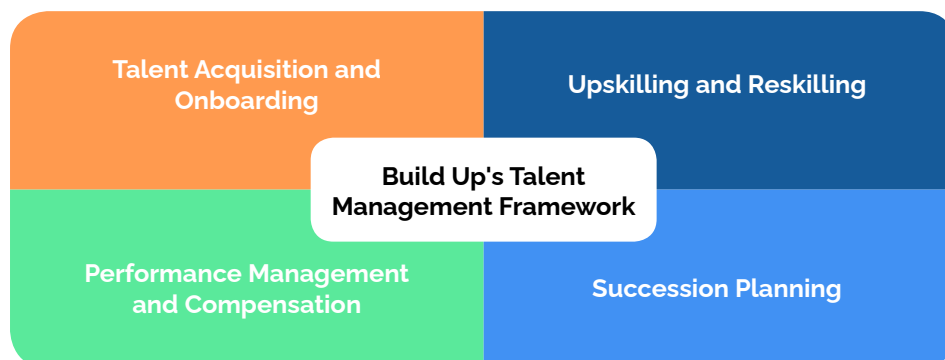 Talent Acquisition and
Onboarding
Upskilling and Reskilling
Build Up's Talent
Management Framework
Performance Management
and Compensation
Succession Planning